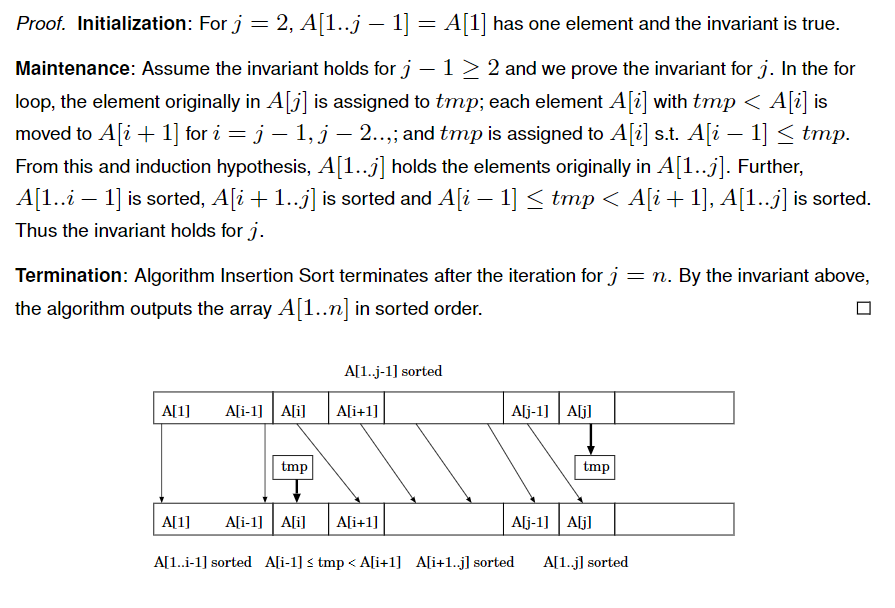 Proof. Initialization: For j = 2, A[1..j − 1] = A[1] has one element and the invariant is true.
Maintenance: Assume the invariant holds for j − 1 ≥ 2 and we prove the invariant for j. In the for
loop, the element originally in A[j] is assigned to tmp; each element A[i] with tmp < A[i] is
moved to A[i + 1] for i = j − 1, j − 2..,; and tmp is assigned to A[i] s.t. A[i − 1] ≤ tmp.
From this and induction hypothesis, A[1..j] holds the elements originally in A[1..j]. Further,
A[1..i − 1] is sorted, A[i + 1..j] is sorted and A[i − 1] ≤ tmp < A[i + 1], A[1..j] is sorted.
Thus the invariant holds for j.
Termination: Algorithm Insertion Sort terminates after the iteration for j = n. By the invariant above,
the algorithm outputs the array A[1..n] in sorted order. □
A[1..j-1] sorted
A[1] A[i-1] A[i] A[i+1] A[j-1] A[j]
tmp tmp
A[1] A[i-1] A[i] A[i+1] A[j-1] A[j]
A[1..i-1] sorted A[i-1] ≤ tmp < A[i+1] A[i+1..j] sorted A[1..j] sorted